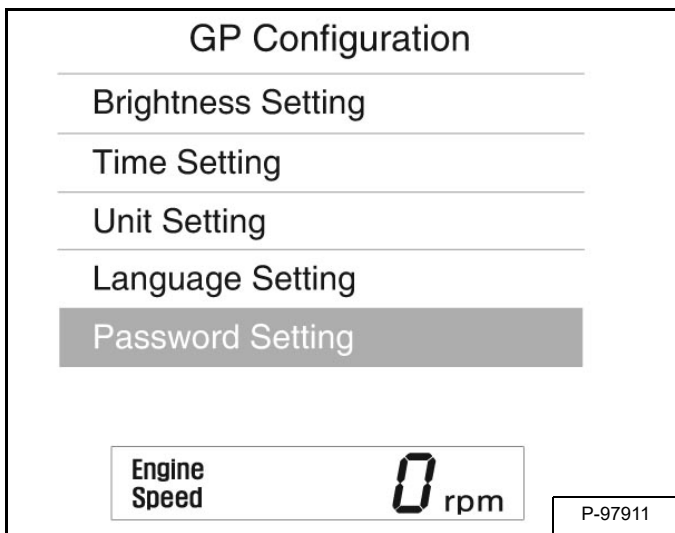 GP Configuration
Brightness Setting
Time Setting
Unit Setting
Language Setting
Password Setting
Engine
Speed
0 rpm
P-97911